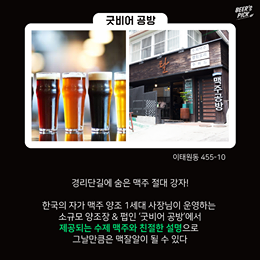 굿비어 공방
BEER'S PICK
맥주공방
이태원동 455-10
경리단길에 숨은 맥주 절대 강자!
한국의 자가 맥주 양조 1세대 사장님이 운영하는
소규모 양조장 & 펍인 '굿비어 공방'에서
제공되는 수제 맥주와 친절한 설명으로
그날만큼은 맥잘알이 될 수 있다